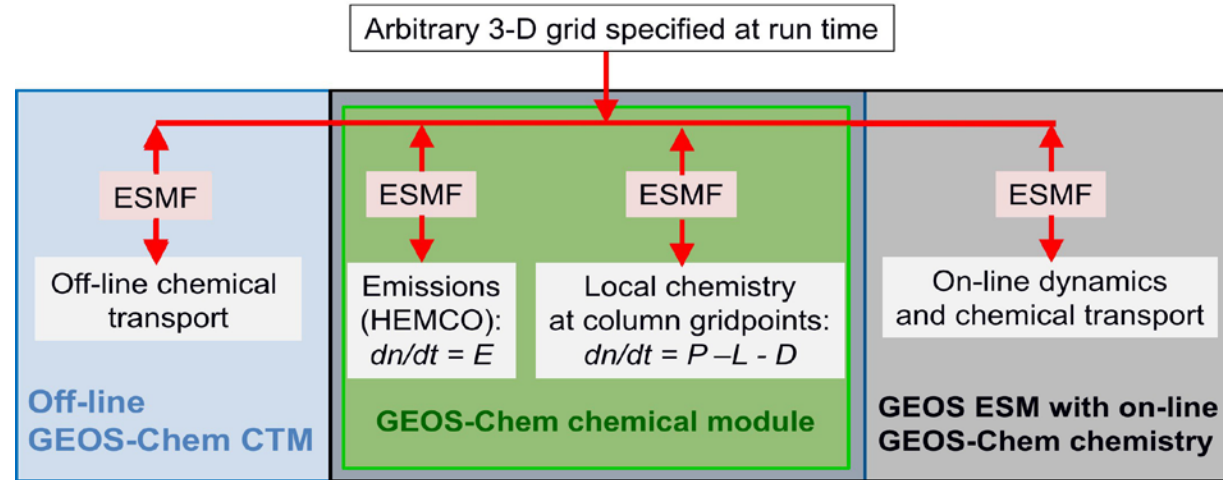 Arbitrary 3-D grid specified at run time
ESMF
ESMF
ESMF
ESMF
Off-line chemical
transport
Emissions
(HEMCO):
dn/dt = E
Local chemistry
at column gridpoints:
dn/dt = P –L - D
On-line dynamics
and chemical transport
Off-line
GEOS-Chem CTM
GEOS-Chem chemical module
GEOS ESM with on-line
GEOS-Chem chemistry